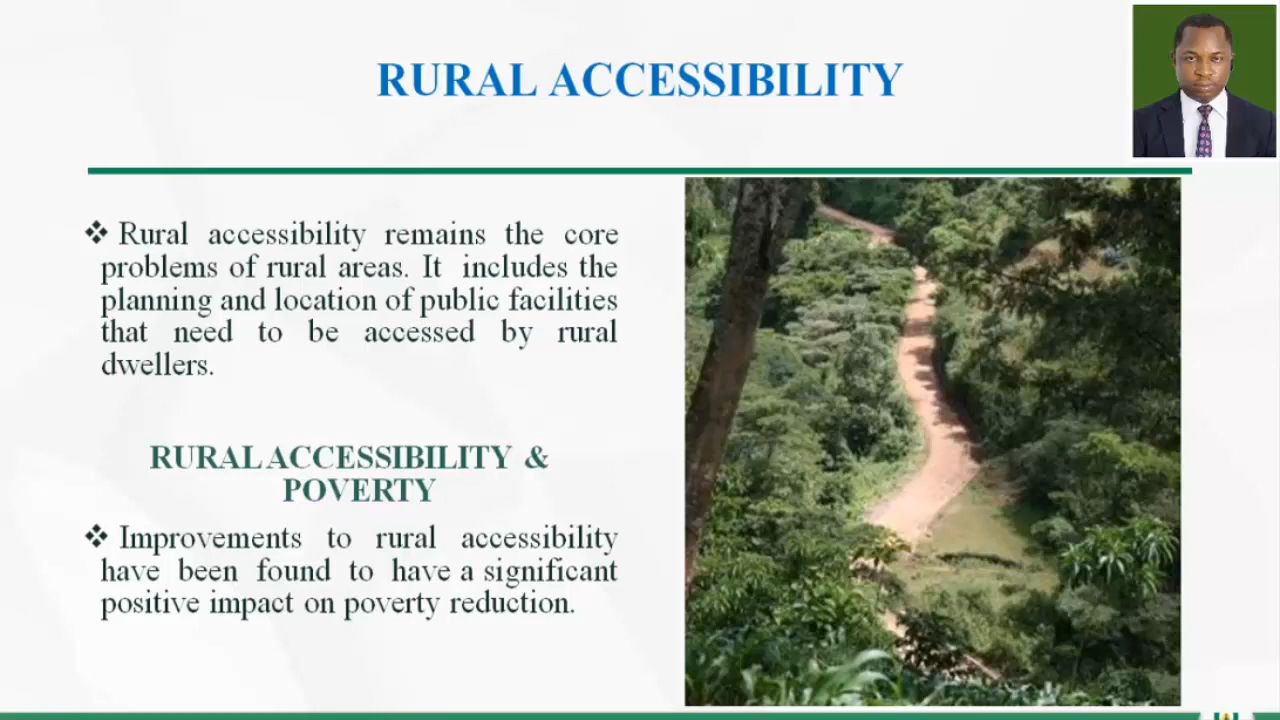 RURAL ACCESSIBILITY
❖ Rural accessibility remains the core
problems of rural areas. It includes the
planning and location of public facilities
that need to be accessed by rural
dwellers.
RURAL ACCESSIBILITY &
POVERTY
❖ Improvements to rural accessibility
have been found to have a significant
positive impact on poverty reduction.